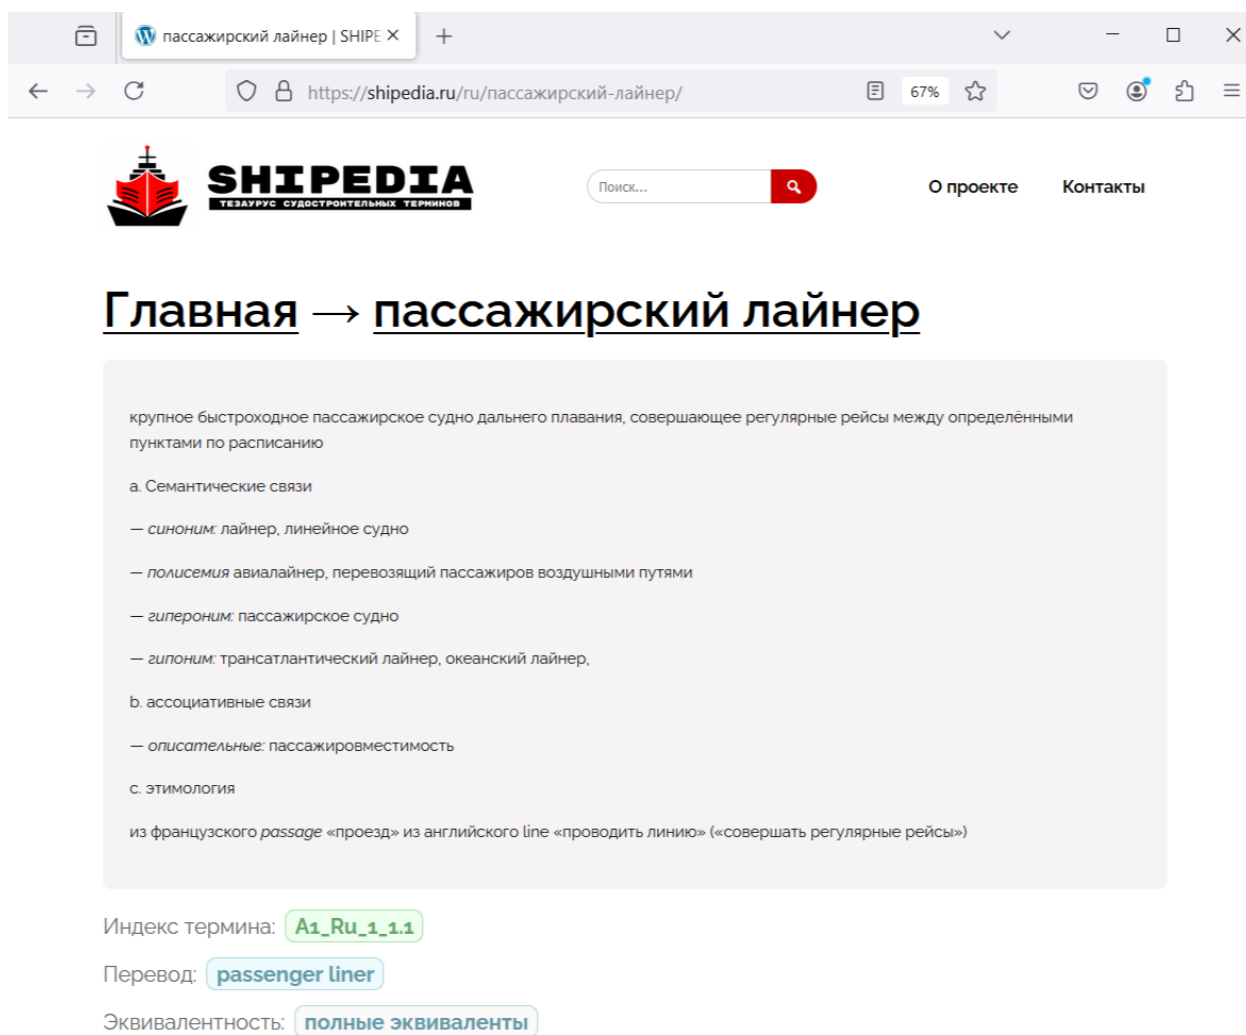 пассажирский лайнер | SHIPE
https://shipedia.ru/ru/пассажирский-лайнер/
67%
SHIPEDIA
ТЕЗАУРУС СУДОСТРОИТЕЛЬНЫХ ТЕРМИНОВ
Поиск...
О проекте
Контакты
Главная → пассажирский лайнер
крупное быстроходное пассажирское судно дальнего плавания, совершающее регулярные рейсы между определёнными
пунктами по расписанию
a. Семантические связи
— синоним: лайнер, линейное судно
— полисемия авиалайнер, перевозящий пассажиров воздушными путями
— гипероним: пассажирское судно
— гипоним: трансатлантический лайнер, океанский лайнер,
b. ассоциативные связи
— описательные: пассажировместимость
c. этимология
из французского passage «проезд» из английского line «проводить линию» («совершать регулярные рейсы»)
Индекс термина: A1_Ru_1_1.1
Перевод: passenger liner
Эквивалентность: полные эквиваленты